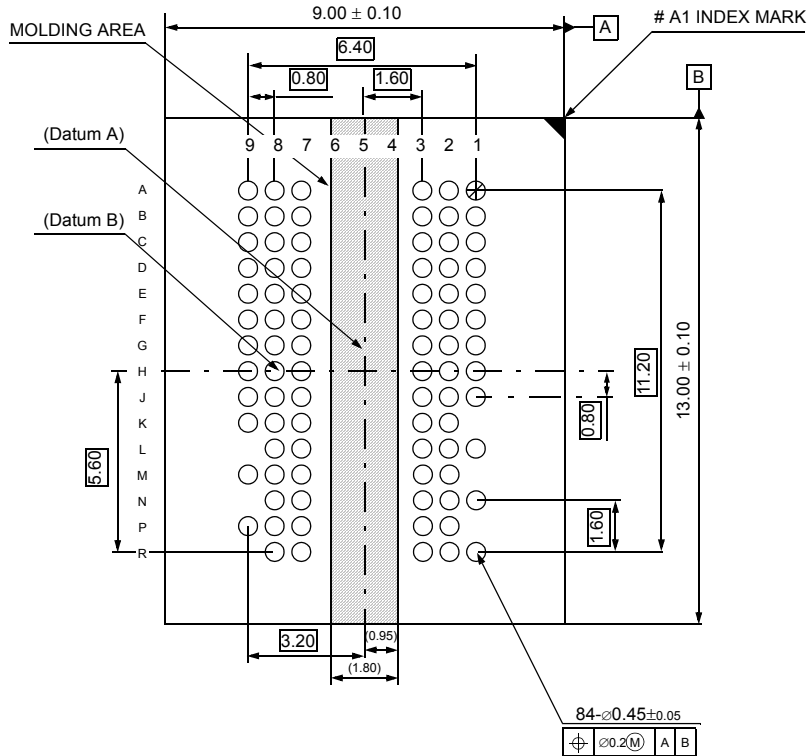 9.00 ± 0.10
# A1 INDEX MARK
MOLDING AREA
A
6.40
B
0.80
1.60
(Datum A)
9 8 7 6 5 4 3 2 1
A
B
(Datum B)
C
D
E
F
G
H
J
K
L
M
N
P
R
5.60
11.20
13.00 ± 0.10
0.80
1.60
3.20
(0.95)
(1.80)
84-∅0.45±0.05
⌖ ∅0.2Ⓜ A B